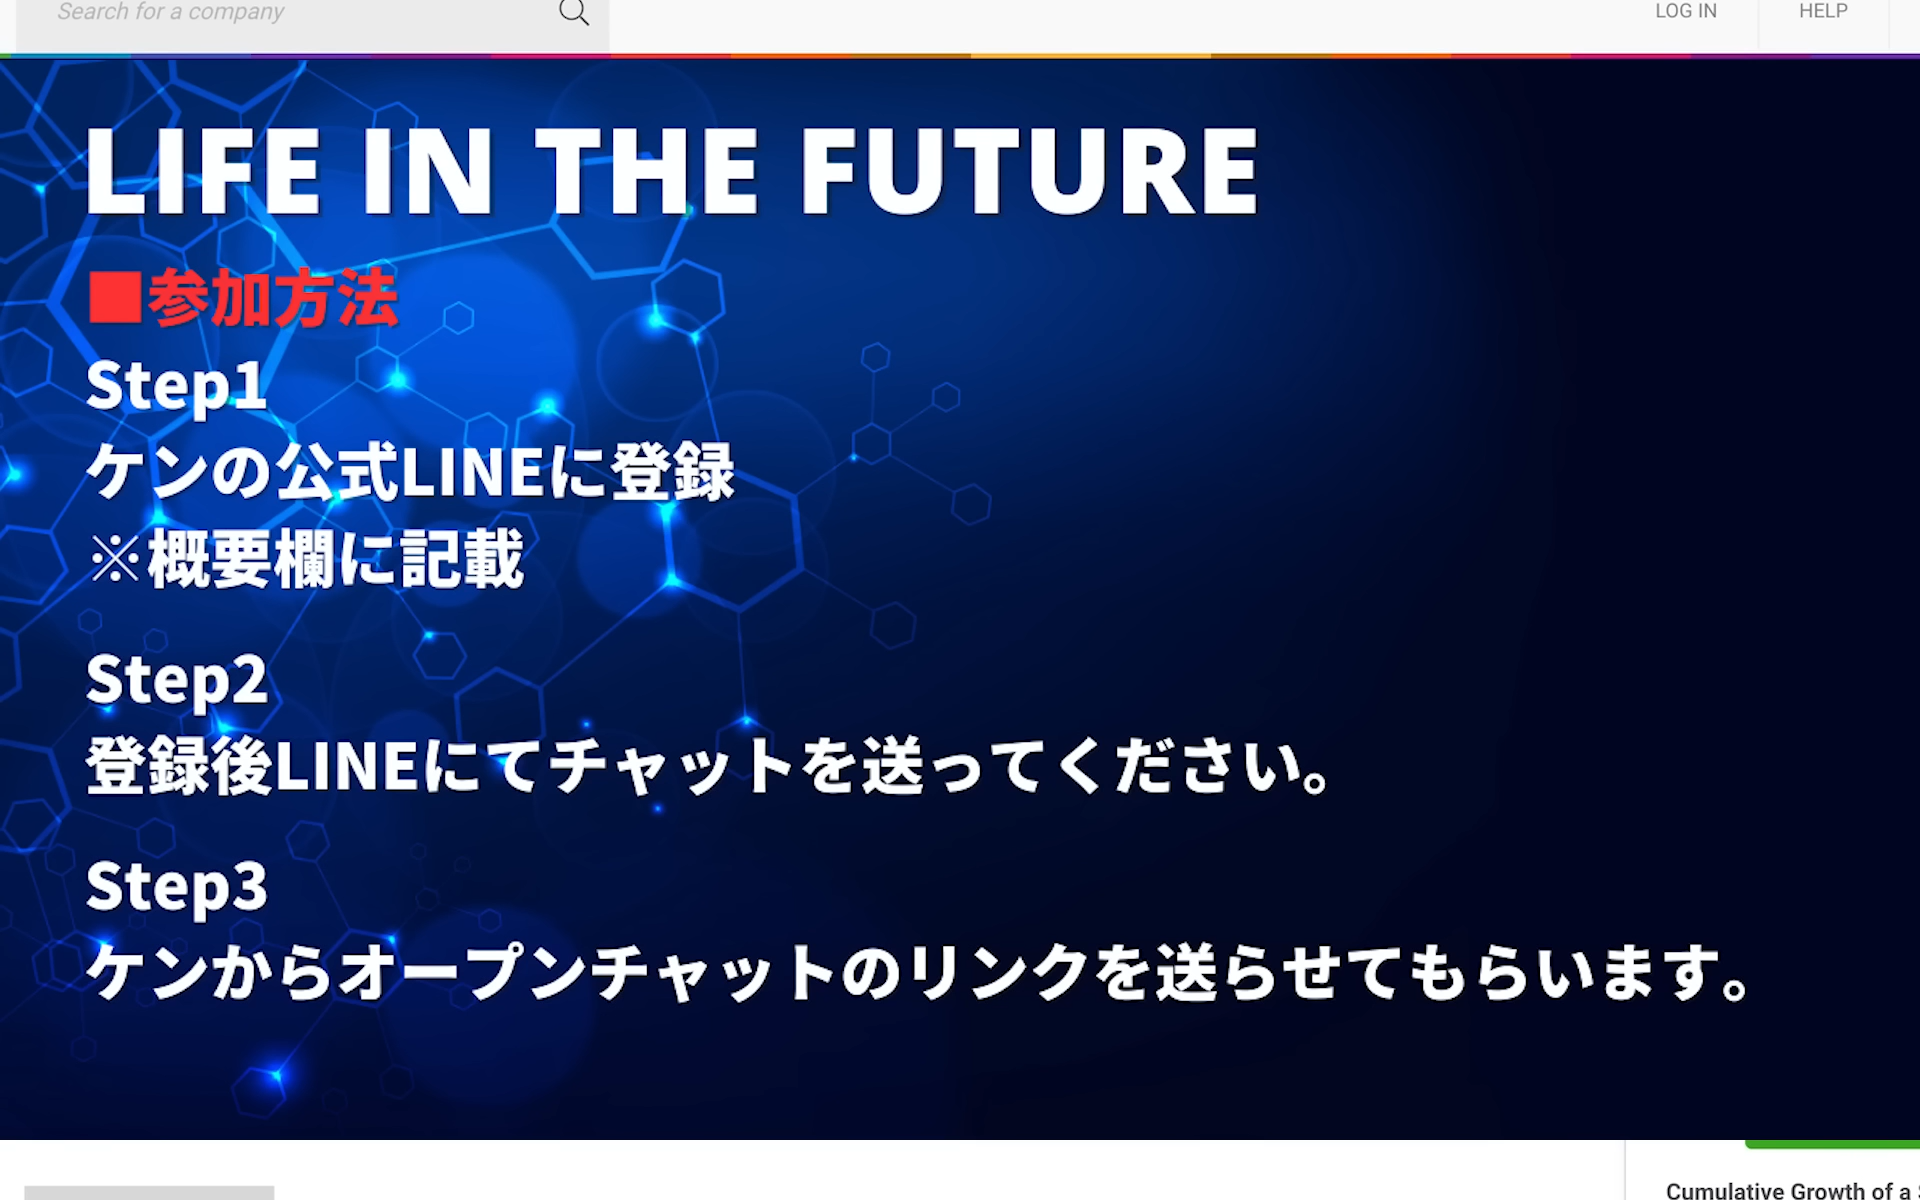 Search for a company
LOG IN
HELP
LIFE IN THE FUTURE
■参加方法
Step1
ケンの公式LINEに登録
※概要欄に記載
Step2
登録後LINEにてチャットを送ってください。
Step3
ケンからオープンチャットのリンクを送らせてもらいます。
Cumulative Growth of a